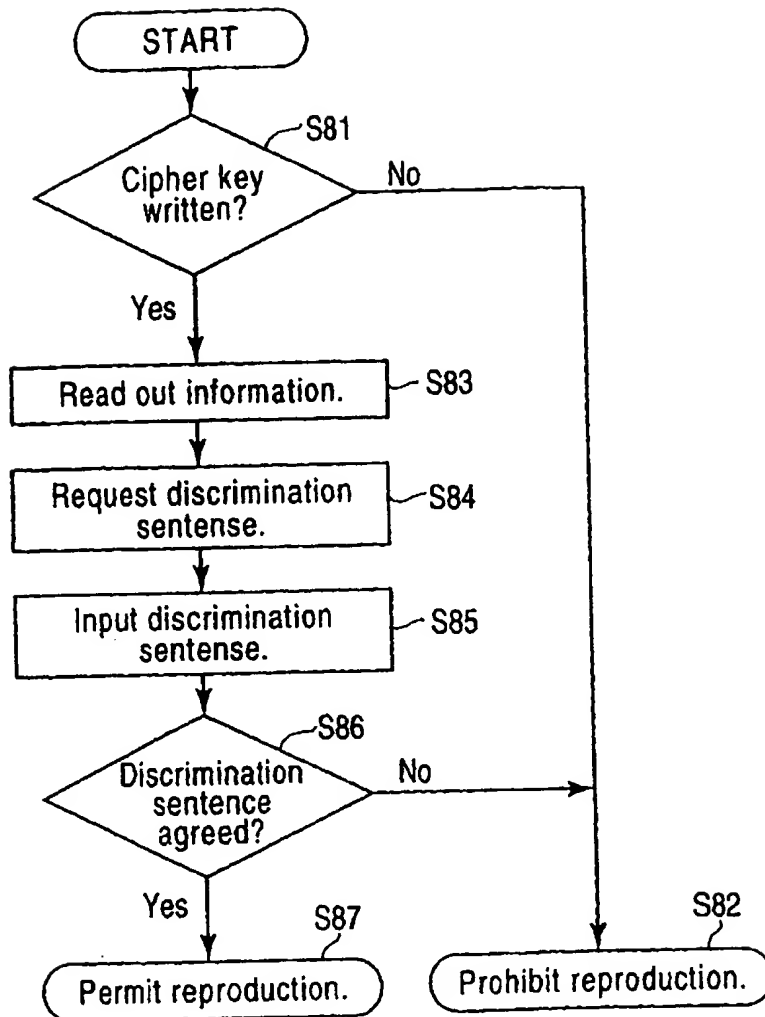 START
S81
Cipher key
written?
No
Yes
Read out information.
S83
Request discrimination
sentense.
S84
Input discrimination
sentense.
S85
S86
Discrimination
sentence
agreed?
No
Yes
S87
Permit reproduction.
S82
Prohibit reproduction.